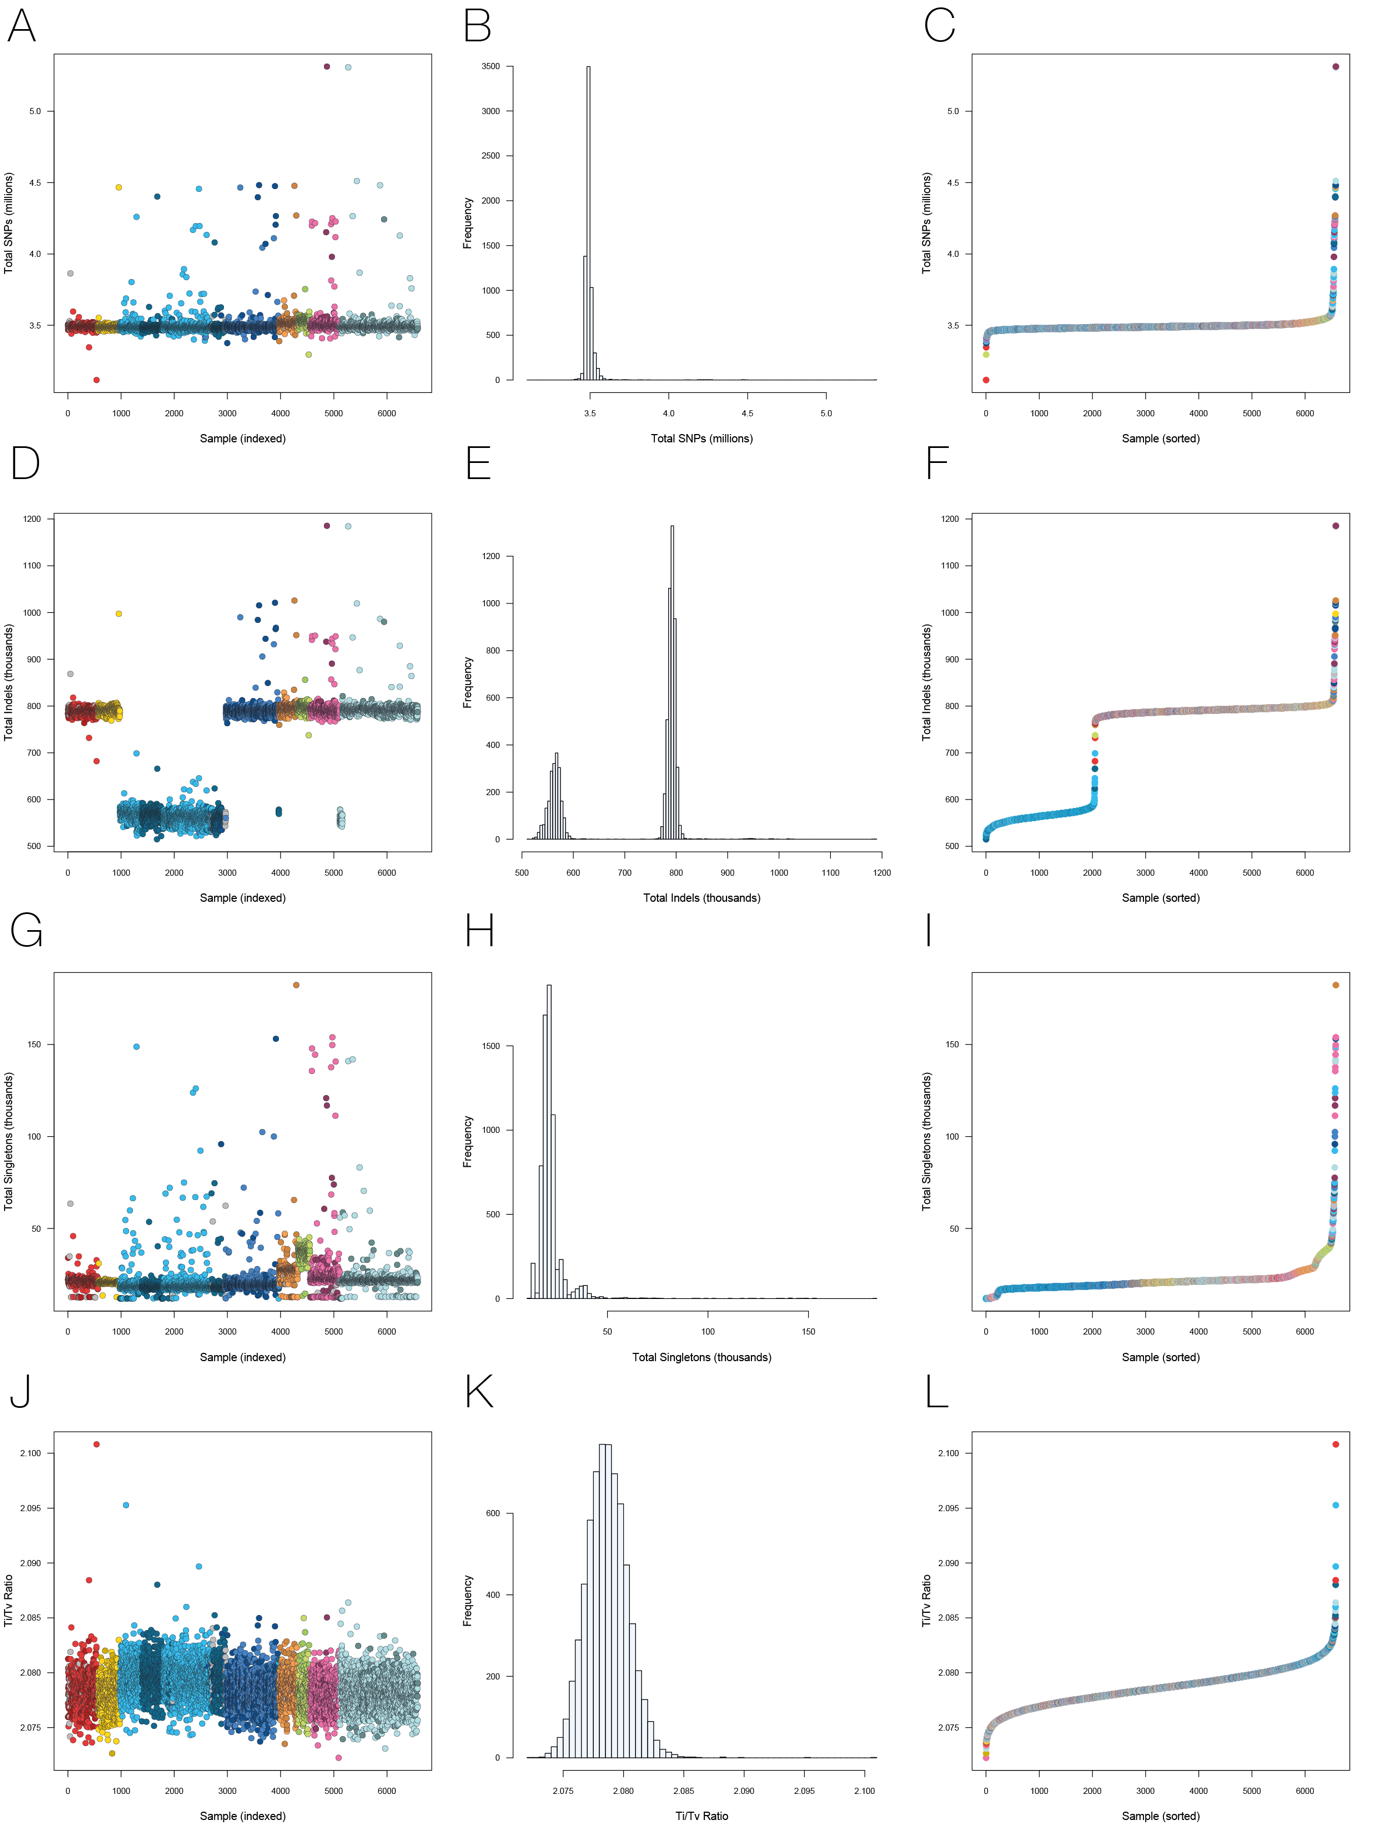 A
B
C
Total SNPs (millions)
5.0
4.5
4.0
3.5
0 1000 2000 3000 4000 5000 6000
Sample (indexed)
Frequency
3500
3000
2500
2000
1500
1000
500
0
3.5 4.0 4.5 5.0
Total SNPs (millions)
Total SNPs (millions)
5.0
4.5
4.0
3.5
0 1000 2000 3000 4000 5000 6000
Sample (sorted)
D
E
F
Total Indels (thousands)
1200
1100
1000
900
800
700
600
500
0 1000 2000 3000 4000 5000 6000
Sample (indexed)
Frequency
1200
1000
800
600
400
200
0
500 600 700 800 900 1000 1100 1200
Total Indels (thousands)
Total Indels (thousands)
1200
1100
1000
900
800
700
600
500
0 1000 2000 3000 4000 5000 6000
Sample (sorted)
G
H
I
Total Singletons (thousands)
150
100
50
0 1000 2000 3000 4000 5000 6000
Sample (indexed)
Frequency
1500
1000
500
0
50 100 150
Total Singletons (thousands)
Total Singletons (thousands)
150
100
50
0 1000 2000 3000 4000 5000 6000
Sample (sorted)
J
K
L
Ti/Tv Ratio
2.100
2.095
2.090
2.085
2.080
2.075
0 1000 2000 3000 4000 5000 6000
Sample (indexed)
Frequency
600
400
200
0
2.075 2.080 2.085 2.090 2.095 2.100
Ti/Tv Ratio
Ti/Tv Ratio
2.100
2.095
2.090
2.085
2.080
2.075
0 1000 2000 3000 4000 5000 6000
Sample (sorted)